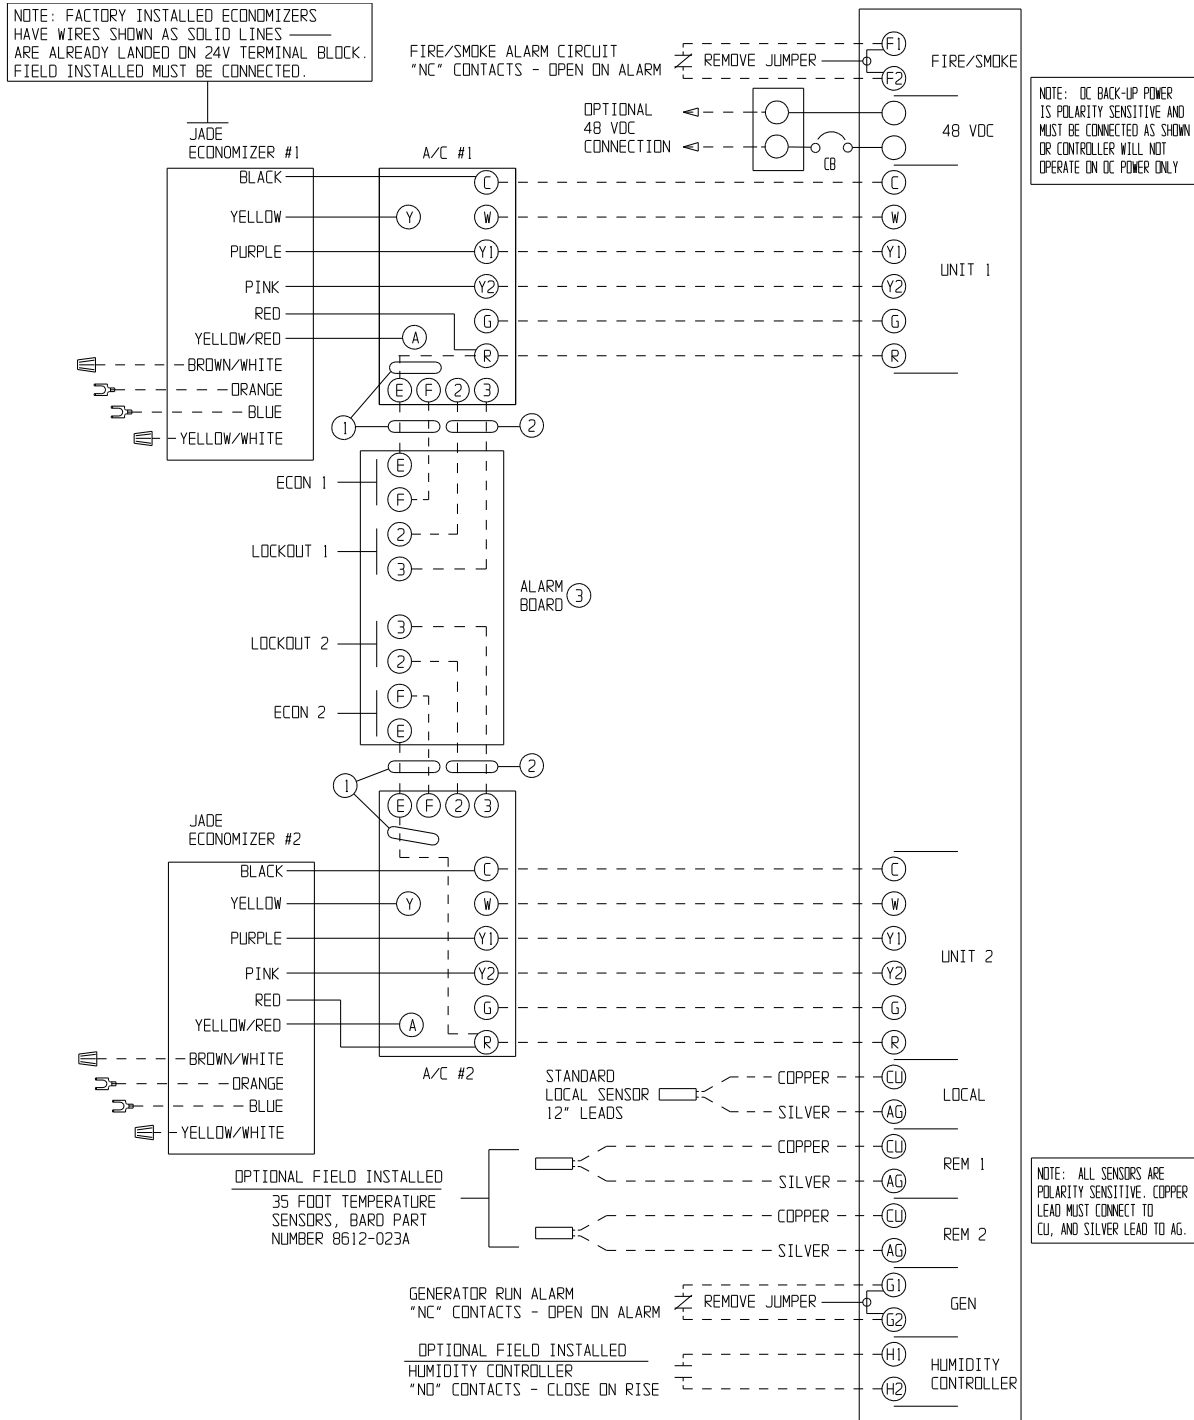 NOTE: FACTORY INSTALLED ECONOMIZERS
HAVE WIRES SHOWN AS SOLID LINES
ARE ALREADY LANDED ON 24V TERMINAL BLOCK.
FIELD INSTALLED MUST BE CONNECTED.
FIRE/SMOKE ALARM CIRCUIT
"NC" CONTACTS - OPEN ON ALARM
REMOVE JUMPER
F1
F2
FIRE/SMOKE
OPTIONAL
48 VDC
CONNECTION
CB
48 VDC
NOTE: DC BACK-UP POWER
IS POLARITY SENSITIVE AND
MUST BE CONNECTED AS SHOWN
OR CONTROLLER WILL NOT
OPERATE ON DC POWER ONLY
JADE
ECONOMIZER #1
A/C #1
BLACK
C
C
YELLOW
Y
W
W
PURPLE
Y1
Y1
UNIT 1
PINK
Y2
Y2
RED
G
G
YELLOW/RED
A
R
R
BROWN/WHITE
ORANGE
E
F
2
3
BLUE
1
2
YELLOW/WHITE
ECON 1
E
F
LOCKOUT 1
2
3
ALARM
BOARD
3
LOCKOUT 2
3
2
ECON 2
F
E
1
2
E
F
2
3
JADE
ECONOMIZER #2
BLACK
C
C
YELLOW
Y
W
W
PURPLE
Y1
Y1
UNIT 2
PINK
Y2
Y2
RED
G
G
YELLOW/RED
A
R
R
BROWN/WHITE
A/C #2
ORANGE
BLUE
YELLOW/WHITE
STANDARD
LOCAL SENSOR
12" LEADS
COPPER
CU
SILVER
AG
LOCAL
OPTIONAL FIELD INSTALLED
35 FOOT TEMPERATURE
SENSORS, BARD PART
NUMBER 8612-023A
COPPER
CU
SILVER
AG
REM 1
COPPER
CU
SILVER
AG
REM 2
NOTE: ALL SENSORS ARE
POLARITY SENSITIVE. COPPER
LEAD MUST CONNECT TO
CU, AND SILVER LEAD TO AG.
GENERATOR RUN ALARM
"NC" CONTACTS - OPEN ON ALARM
REMOVE JUMPER
G1
G2
GEN
OPTIONAL FIELD INSTALLED
HUMIDITY CONTROLLER
"NO" CONTACTS - CLOSE ON RISE
H1
H2
HUMIDITY
CONTROLLER